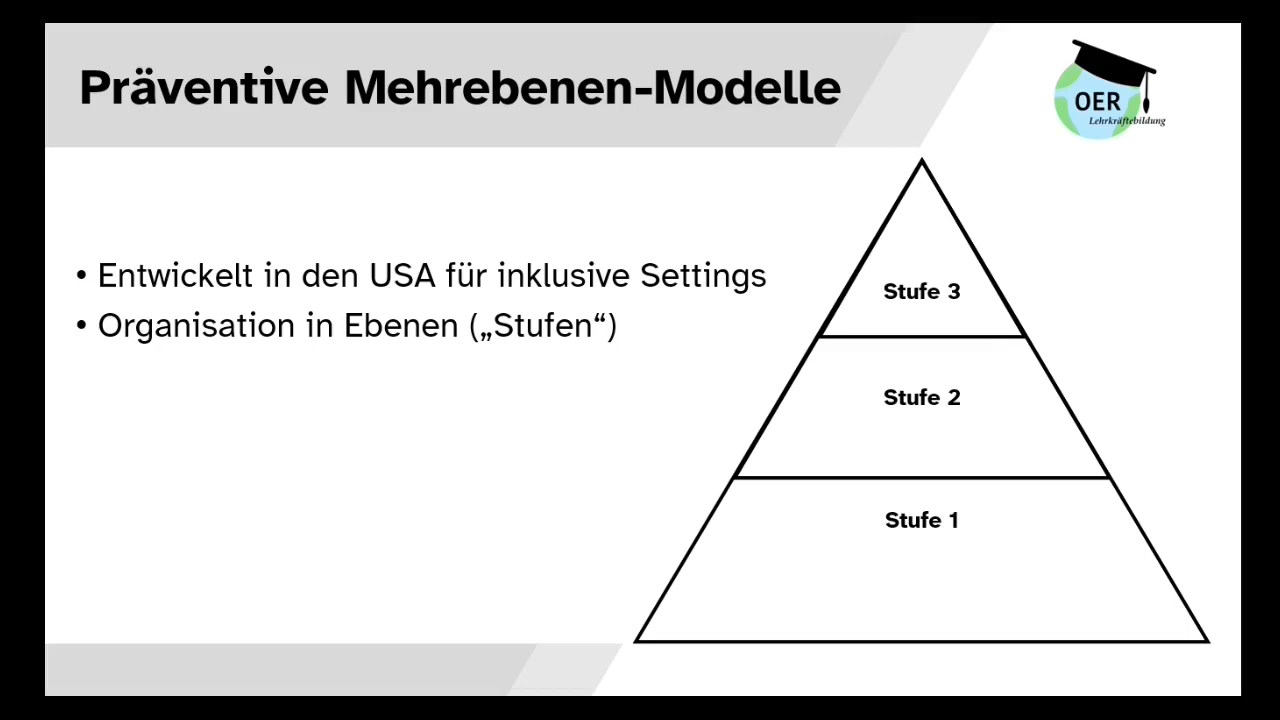 Präventive Mehrebenen-Modelle
OER
Lehrkräftebildung
• Entwickelt in den USA für inklusive Settings
• Organisation in Ebenen („Stufen“)
Stufe 3
Stufe 2
Stufe 1